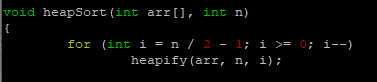 void heapSort(int arr[], int n)
{
for (int i = n / 2 - 1; i >= 0; i--)
heapify(arr, n, i);